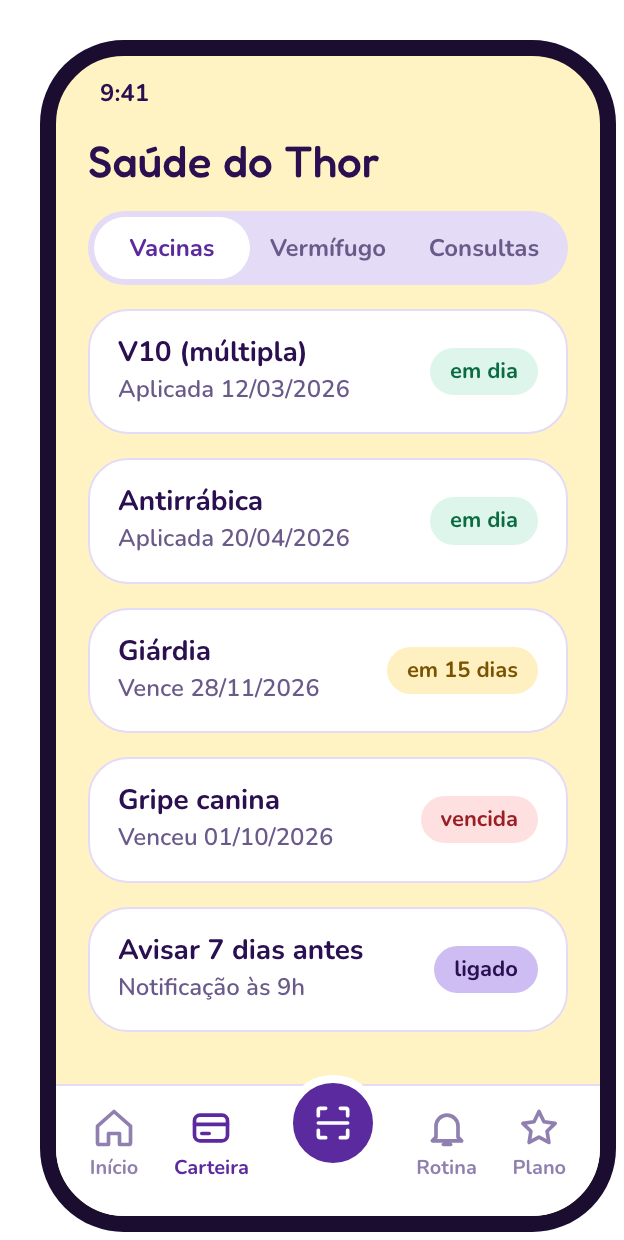 9:41
Saúde do Thor
Vacinas Vermífugo Consultas
V10 (múltipla)
Aplicada 12/03/2026
em dia
Antirrábica
Aplicada 20/04/2026
em dia
Giárdia
Vence 28/11/2026
em 15 dias
Gripe canina
Venceu 01/10/2026
vencida
Avisar 7 dias antes
Notificação às 9h
ligado
Início Carteira Rotina Plano